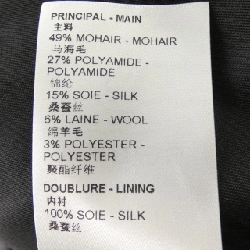 PRINCIPAL - MAIN
主料
49% MOHAIR - MOHAIR
马海毛
27% POLYAMIDE -
POLYAMIDE
锦纶
15% SOIE - SILK
桑蚕丝
6% LAINE - WOOL
绵羊毛
3% POLYESTER -
POLYESTER
聚酯纤维
DOUBLURE - LINING
内衬
100% SOIE - SILK
桑蚕丝